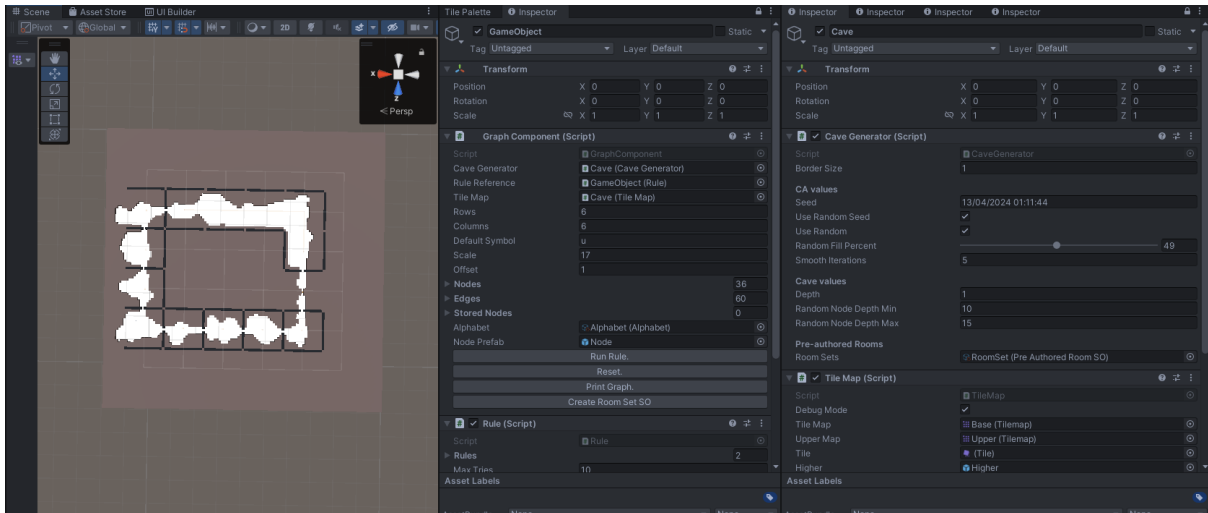 Scene Asset Store UI Builder
Pivot Global 2D
x
z
Persp
Tile Palette Inspector
GameObject Static
Tag Untagged Layer Default
Transform
Position X 0 Y 0 Z 0
Rotation X 0 Y 0 Z 0
Scale X 1 Y 1 Z 1
Graph Component (Script)
Script GraphComponent
Cave Generator Cave (Cave Generator)
Rule Reference GameObject (Rule)
Tile Map Cave (Tile Map)
Rows 6
Columns 6
Default Symbol u
Scale 17
Offset 1
Nodes 36
Edges 60
Stored Nodes 0
Alphabet Alphabet (Alphabet)
Node Prefab Node
Run Rule.
Reset.
Print Graph.
Create Room Set SO
Rule (Script)
Script Rule
Rules 2
Max Tries 10
Asset Labels
Inspector Inspector Inspector Inspector
Cave Static
Tag Untagged Layer Default
Transform
Position X 0 Y 0 Z 0
Rotation X 0 Y 0 Z 0
Scale X 1 Y 1 Z 1
Cave Generator (Script)
Script CaveGenerator
Border Size 1
CA values
Seed 13/04/2024 01:11:44
Use Random Seed
Use Random
Random Fill Percent 49
Smooth Iterations 5
Cave values
Depth 1
Random Node Depth Min 10
Random Node Depth Max 15
Pre-authored Rooms
Room Sets RoomSet (Pre Authored Room SO)
Tile Map (Script)
Script TileMap
Debug Mode
Tile Map Base (Tilemap)
Upper Map Upper (Tilemap)
Tile (Tile)
Higher Higher
Asset Labels